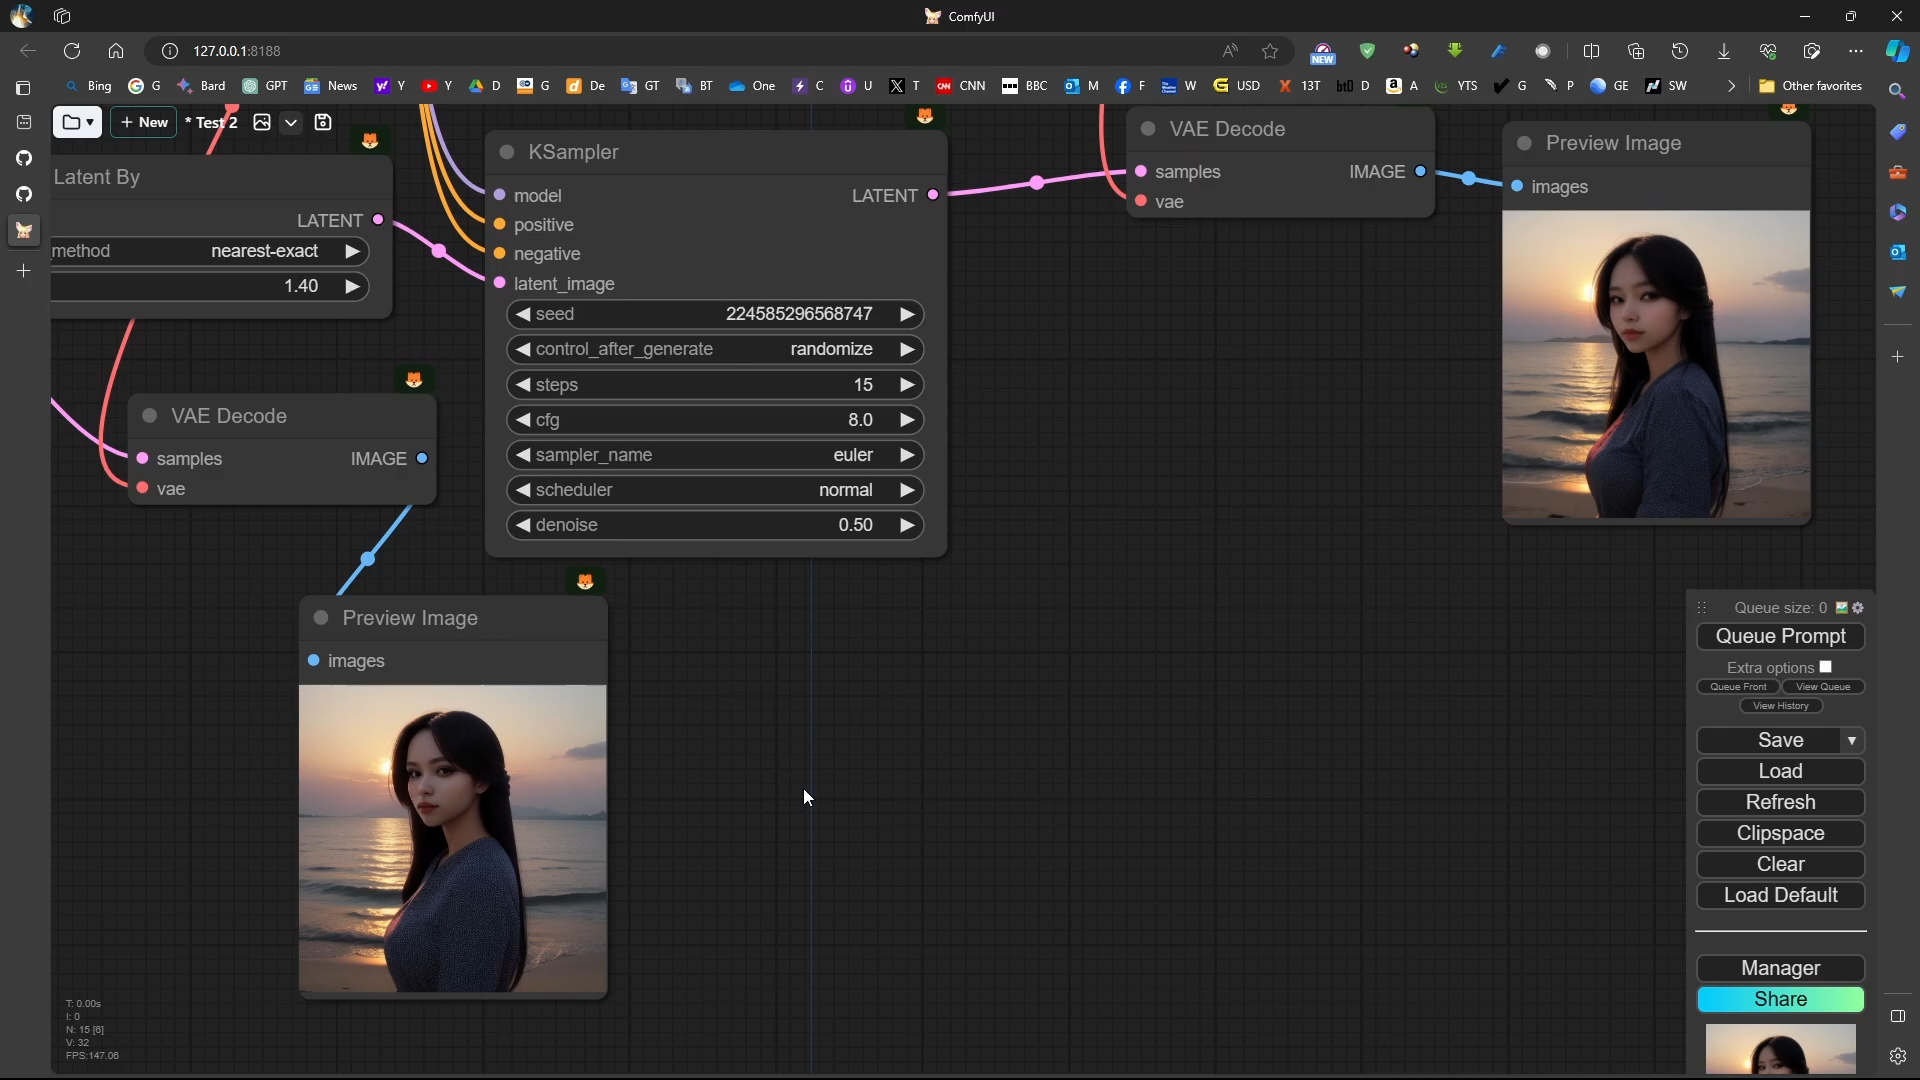 ComfyUI
127.0.0.1:8188
NEW
Bing G Bard GPT News Y Y D G De GT BT One C U T CNN BBC M F W USD 13T D A YTS G P GE SW Other favorites
+ New * Test 2
Latent By
LATENT
_method nearest-exact
1.40
KSampler
model LATENT
positive
negative
latent_image
seed 224585296568747
control_after_generate randomize
steps 15
cfg 8.0
sampler_name euler
scheduler normal
denoise 0.50
VAE Decode
samples IMAGE
vae
Preview Image
images
VAE Decode
samples IMAGE
vae
Preview Image
images
Queue size: 0
Queue Prompt
Extra options
Queue Front View Queue
View History
Save
Load
Refresh
Clipspace
Clear
Load Default
Manager
Share
T: 0.00s
I: 0
N: 15 [6]
V: 32
FPS:147.06